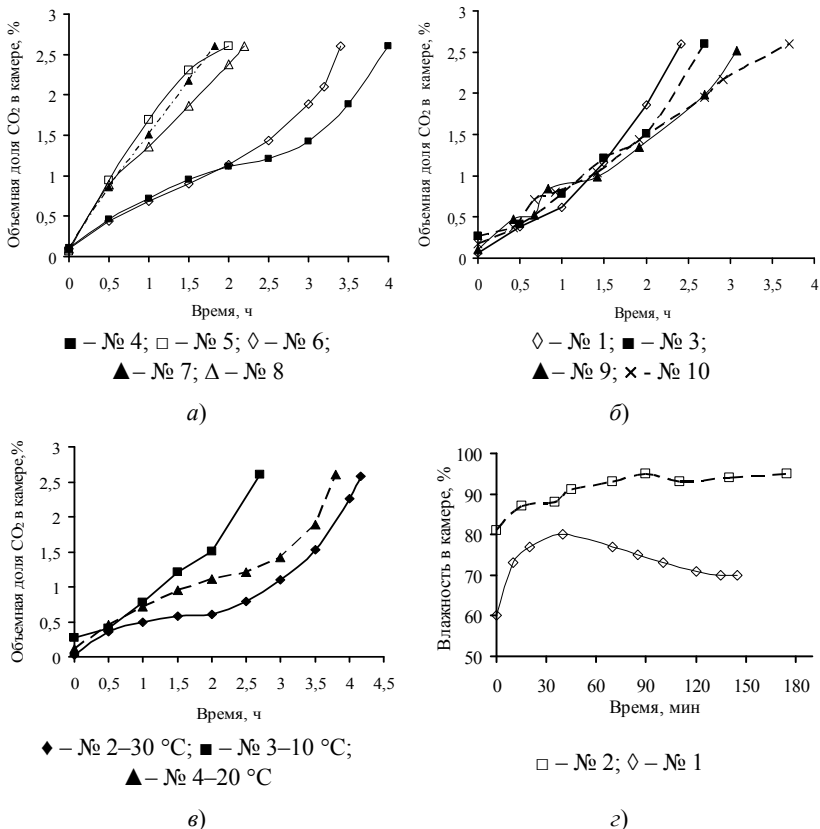 Объемная доля CO₂ в камере, %
3
2,5
2
1,5
1
0,5
0
0 0,5 1 1,5 2 2,5 3 3,5 4
Время, ч
■ – № 4; □ – № 5; ◊ – № 6;
▲ – № 7; Δ – № 8
а)
Объемная доля CO₂ в камере, %
3
2,5
2
1,5
1
0,5
0
0 0,5 1 1,5 2 2,5 3 3,5 4
Время, ч
◊ – № 1; ■ – № 3;
▲ – № 9; × - № 10
б)
Объемная доля CO₂ в камере,%
3
2,5
2
1,5
1
0,5
0
0 0,5 1 1,5 2 2,5 3 3,5 4 4,5
Время, ч
♦ – № 2–30 °C; ■ – № 3–10 °C;
▲ – № 4–20 °C
в)
Влажность в камере, %
100
90
80
70
60
50
0 30 60 90 120 150 180
Время, мин
□ – № 2; ◊ – № 1
г)